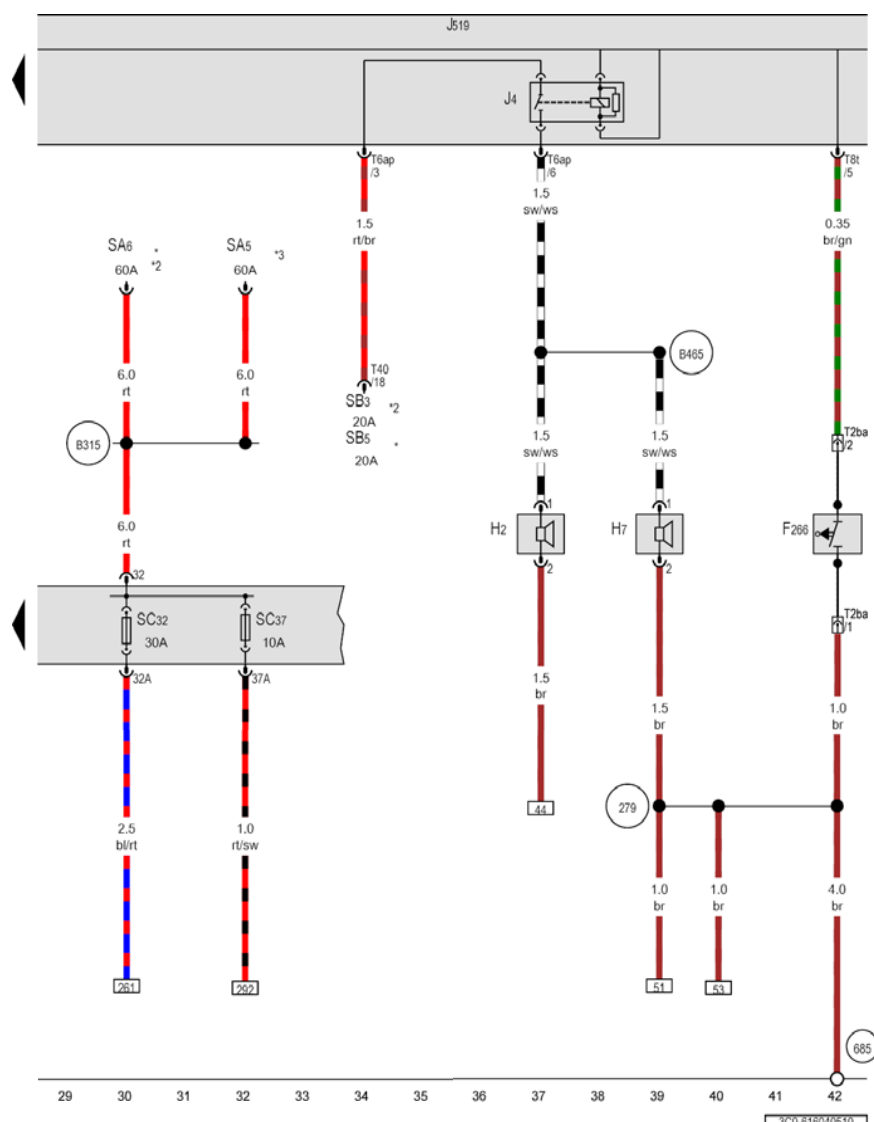 J519
J4
T6ap
/3
T6ap
/6
T8t
/5
1.5
rt/br
1.5
sw/ws
0.35
br/gn
SA6
*
*2
60A
SA5
*3
60A
B465
6.0
rt
6.0
rt
T40
/18
SB3
*2
20A
SB5
*
20A
B315
1.5
sw/ws
1.5
sw/ws
T2ba
/2
6.0
rt
1
1
H2
H7
F266
2
2
32
SC32
30A
SC37
10A
T2ba
/1
32A
37A
1.5
br
1.5
br
1.0
br
44
279
2.5
bl/rt
1.0
rt/sw
1.0
br
1.0
br
4.0
br
261
292
51
53
685
29 30 31 32 33 34 35 36 37 38 39 40 41 42
3C0-616040510